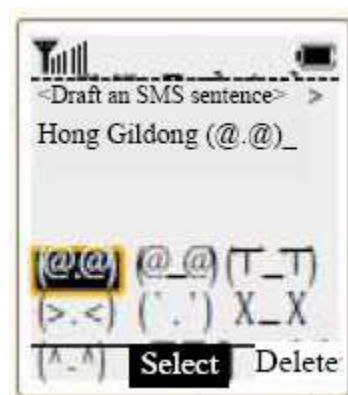 <Draft an SMS sentence> >
Hong Gildong (@.@)_
(@.@) (@_@) (T_T)
(>.<) (`.') X_X
(^-^)
Select Delete